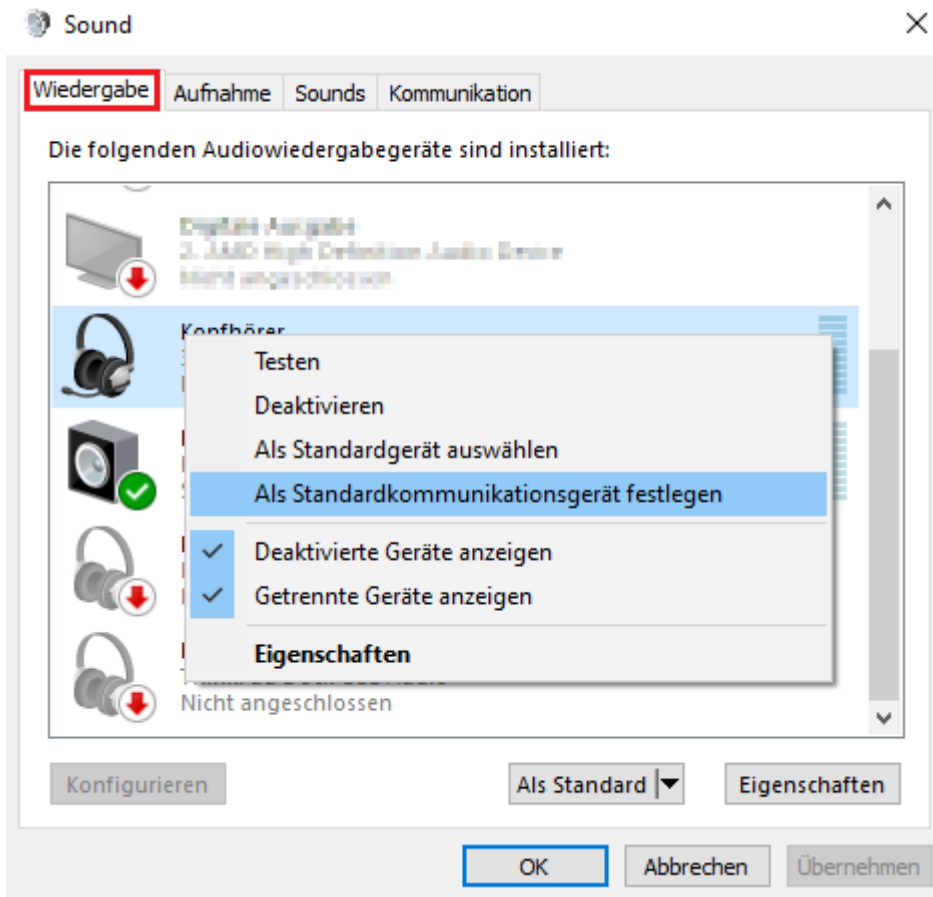 Sound
Wiedergabe Aufnahme Sounds Kommunikation
Die folgenden Audiowiedergabegeräte sind installiert:
Kopfhörer
Testen
Deaktivieren
Als Standardgerät auswählen
Als Standardkommunikationsgerät festlegen
Deaktivierte Geräte anzeigen
Getrennte Geräte anzeigen
Eigenschaften
Nicht angeschlossen
Konfigurieren Als Standard Eigenschaften
OK Abbrechen Übernehmen